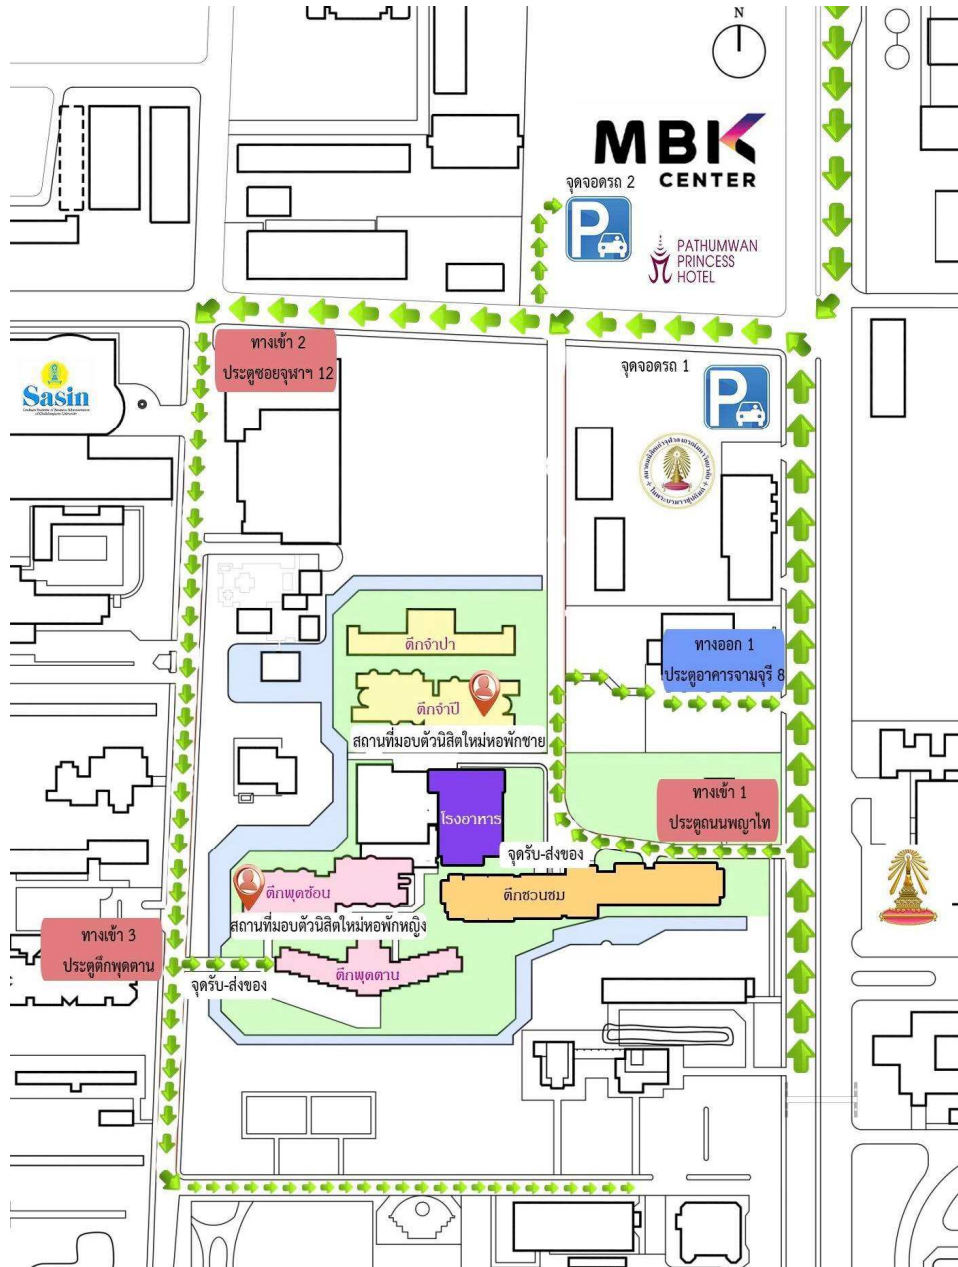 N
MBK
CENTER
จุดจอดรถ 2
P
PATHUMWAN
PRINCESS
HOTEL
ทางเข้า 2
ประตูซอยจุฬาฯ 12
จุดจอดรถ 1
P
Sasin
ตึกจำปา
ทางออก 1
ประตูอาคารจามจุรี 8
ตึกจำปี
สถานที่มอบตัวนิสิตใหม่หอพักชาย
ทางเข้า 1
ประตูถนนพญาไท
โรงอาหาร
จุดรับ-ส่งของ
ตึกพุดซ้อน
ตึกชวนชม
สถานที่มอบตัวนิสิตใหม่หอพักหญิง
ทางเข้า 3
ประตูตึกพุดตาน
ตึกพุดตาน
จุดรับ-ส่งของ